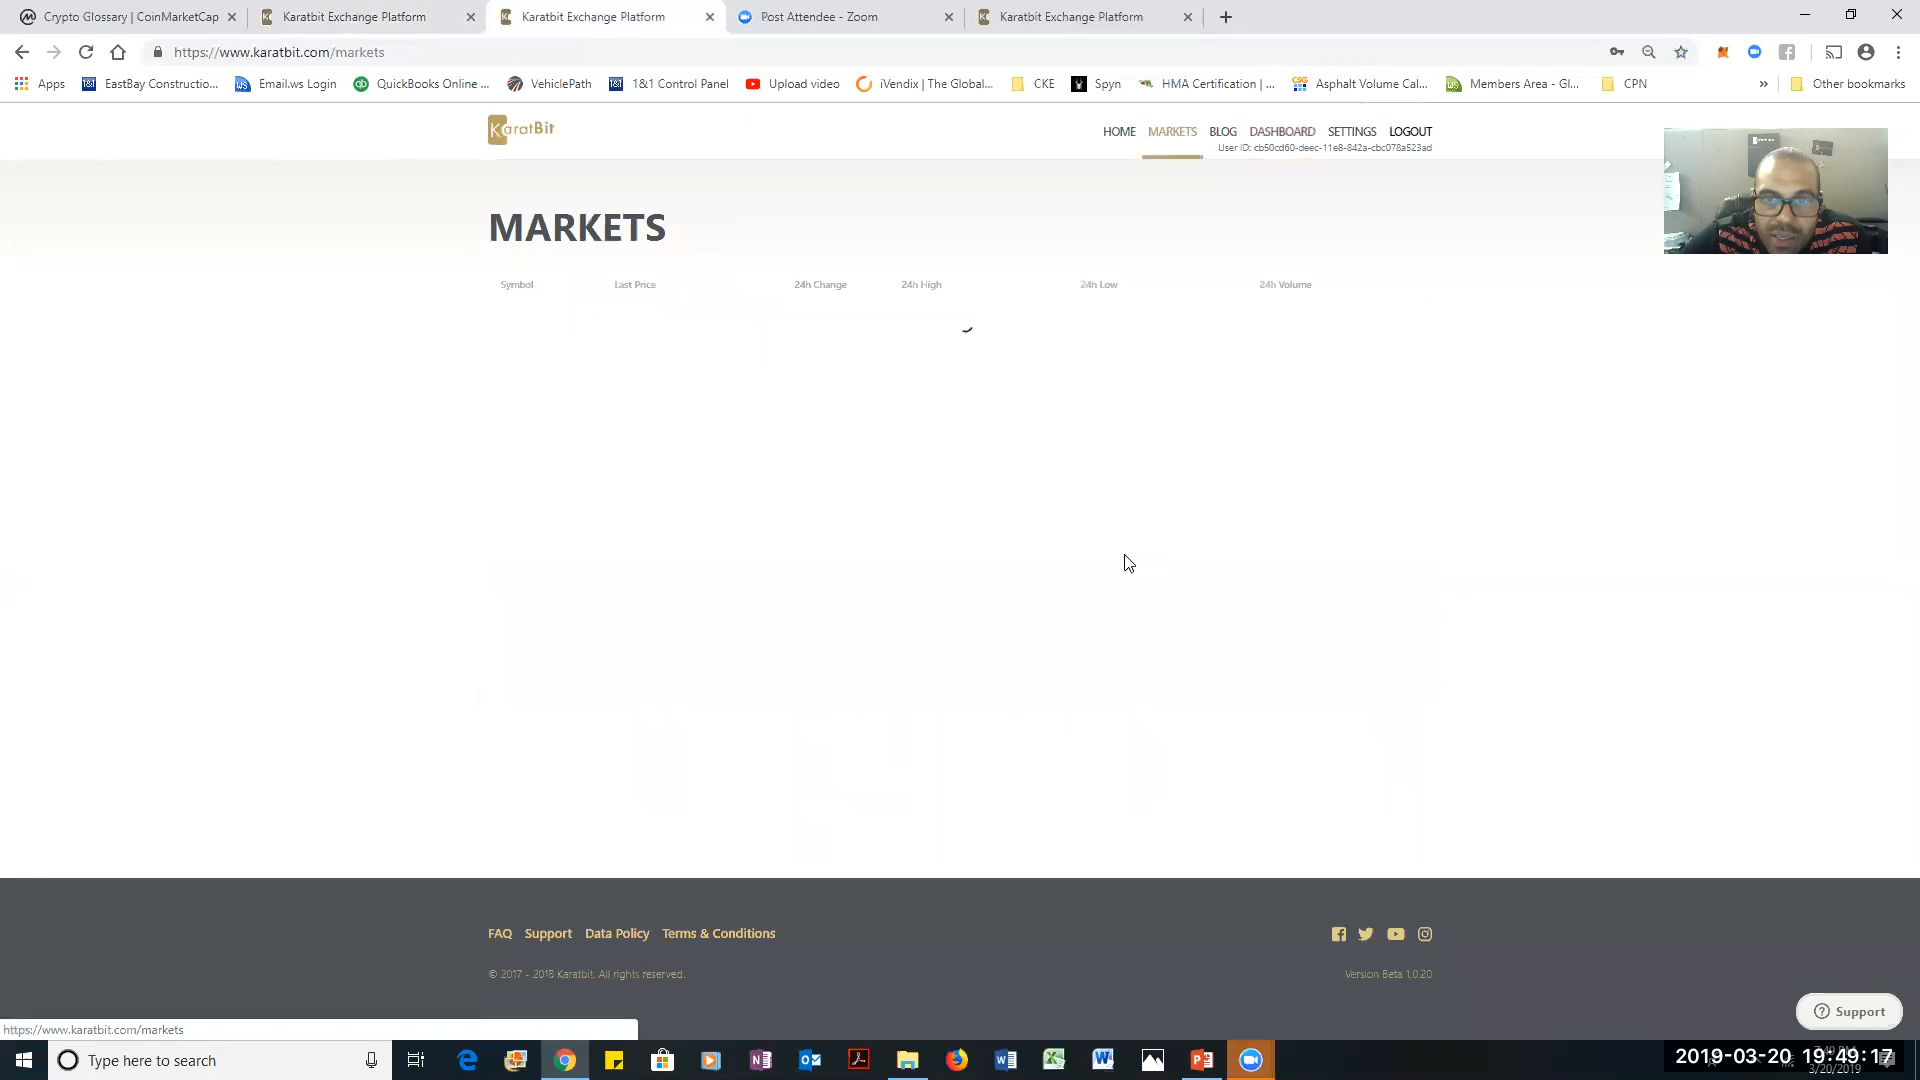 Crypto Glossary | CoinMarketCap
Karatbit Exchange Platform
Karatbit Exchange Platform
Post Attendee - Zoom
Karatbit Exchange Platform
https://www.karatbit.com/markets
Apps
EastBay Constructio...
Email.ws Login
QuickBooks Online ...
VehiclePath
1&1 Control Panel
Upload video
iVendix | The Global...
CKE
Spyn
HMA Certification | ...
Asphalt Volume Cal...
Members Area - Gl...
CPN
Other bookmarks
KaratBit
HOME MARKETS BLOG DASHBOARD SETTINGS LOGOUT
User ID: cb50cd60-deec-11e8-842a-cbc078a523ad
MARKETS
Symbol Last Price 24h Change 24h High 24h Low 24h Volume
FAQ Support Data Policy Terms & Conditions
© 2017 - 2018 Karatbit. All rights reserved.
Version Beta 1.0.20
Support
https://www.karatbit.com/markets
Type here to search
2019-03-20 19:49:17
3/20/2019